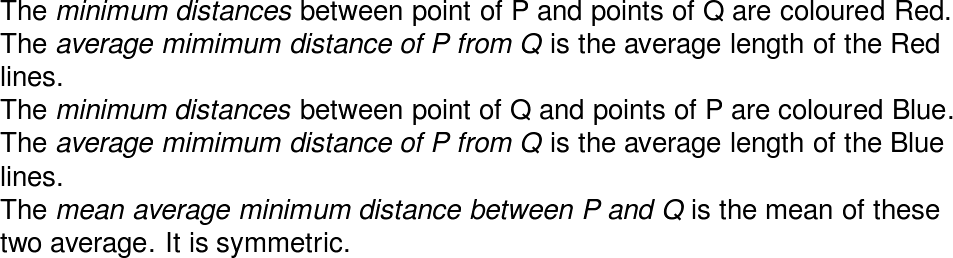 The minimum distances between point of P and points of Q are coloured Red.
The average mimimum distance of P from Q is the average length of the Red
lines.
The minimum distances between point of Q and points of P are coloured Blue.
The average mimimum distance of P from Q is the average length of the Blue
lines.
The mean average minimum distance between P and Q is the mean of these
two average. It is symmetric.